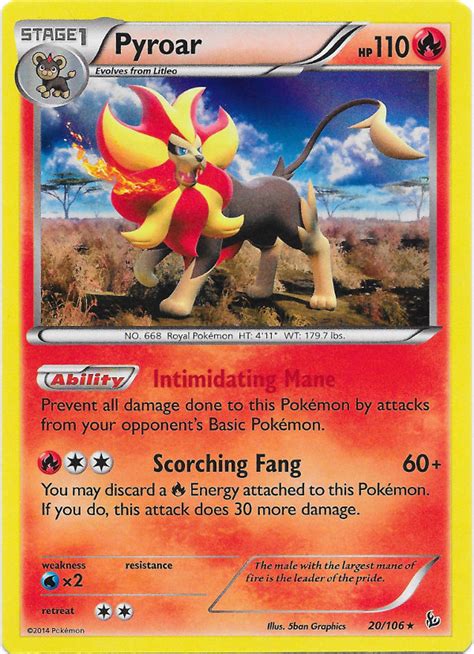 STAGE1
Pyroar
HP110
Evolves from Litleo
NO. 668 Royal Pokémon HT: 4'11" WT: 179.7 lbs.
Ability Intimidating Mane
Prevent all damage done to this Pokémon by attacks
from your opponent's Basic Pokémon.
Scorching Fang 60+
You may discard a Energy attached to this Pokémon.
If you do, this attack does 30 more damage.
weakness resistance
×2
The male with the largest mane of
fire is the leader of the pride.
retreat
©2014 Pokémon Illus. 5ban Graphics 20/106